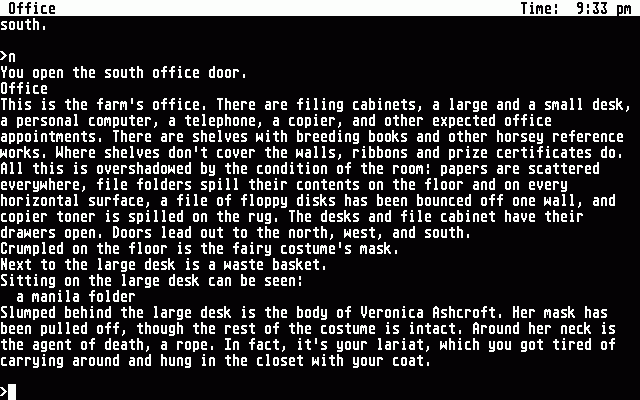 Office Time: 9:33 pm
south.
>n
You open the south office door.
Office
This is the farm's office. There are filing cabinets, a large and a small desk,
a personal computer, a telephone, a copier, and other expected office
appointments. There are shelves with breeding books and other horsey reference
works. Where shelves don't cover the walls, ribbons and prize certificates do.
All this is overshadowed by the condition of the room: papers are scattered
everywhere, file folders spill their contents on the floor and on every
horizontal surface, a file of floppy disks has been bounced off one wall, and
copier toner is spilled on the rug. The desks and file cabinet have their
drawers open. Doors lead out to the north, west, and south.
Crumpled on the floor is the fairy costume's mask.
Next to the large desk is a waste basket.
Sitting on the large desk can be seen:
a manila folder
Slumped behind the large desk is the body of Veronica Ashcroft. Her mask has
been pulled off, though the rest of the costume is intact. Around her neck is
the agent of death, a rope. In fact, it's your lariat, which you got tired of
carrying around and hung in the closet with your coat.
>